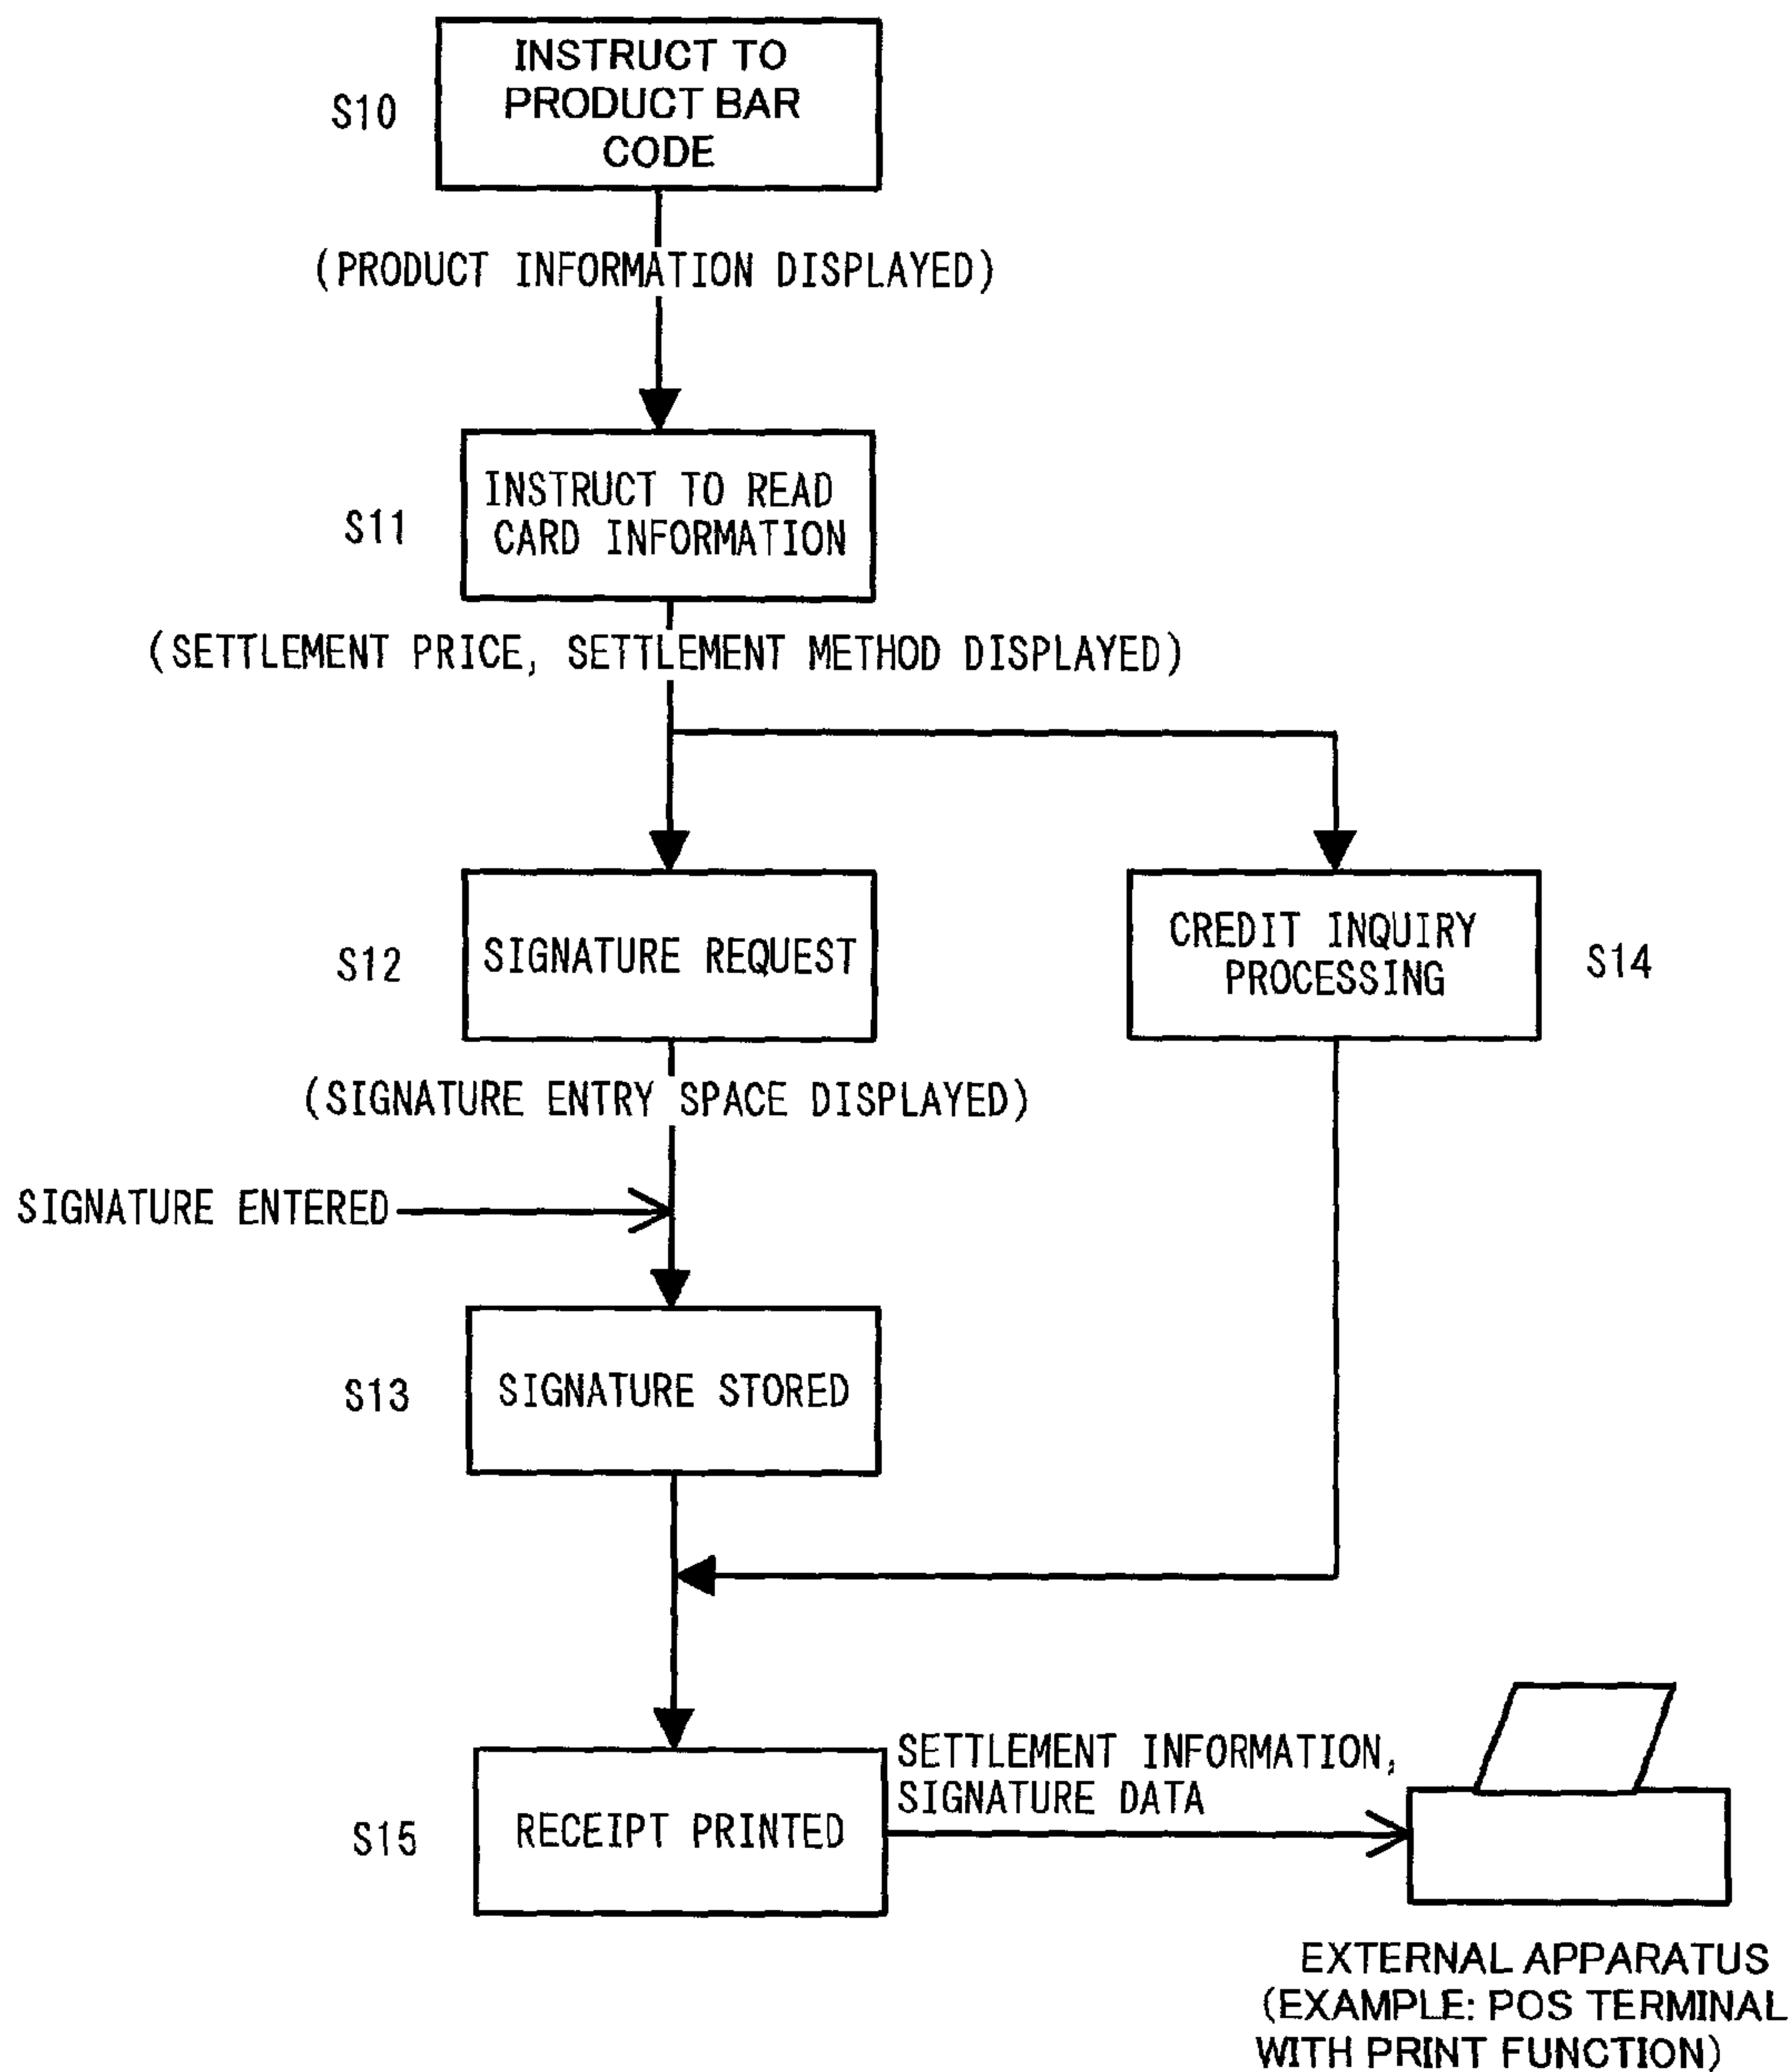 INSTRUCT TO
PRODUCT BAR
CODE
S10
(PRODUCT INFORMATION DISPLAYED)
INSTRUCT TO READ
CARD INFORMATION
S11
(SETTLEMENT PRICE, SETTLEMENT METHOD DISPLAYED)
S12
SIGNATURE REQUEST
CREDIT INQUIRY
PROCESSING
S14
(SIGNATURE ENTRY SPACE DISPLAYED)
SIGNATURE ENTERED
S13
SIGNATURE STORED
SETTLEMENT INFORMATION,
SIGNATURE DATA
S15
RECEIPT PRINTED
EXTERNAL APPARATUS
(EXAMPLE: POS TERMINAL
WITH PRINT FUNCTION)